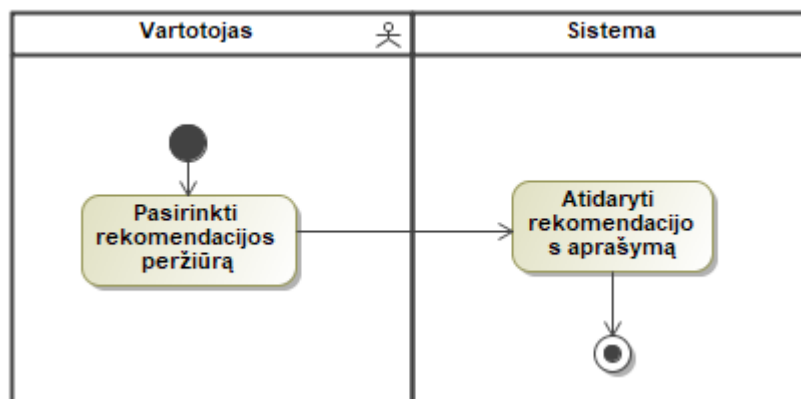 Vartotojas
Sistema
Pasirinkti
rekomendacijos
peržiūrą
Atidaryti
rekomendacijo
s aprašymą